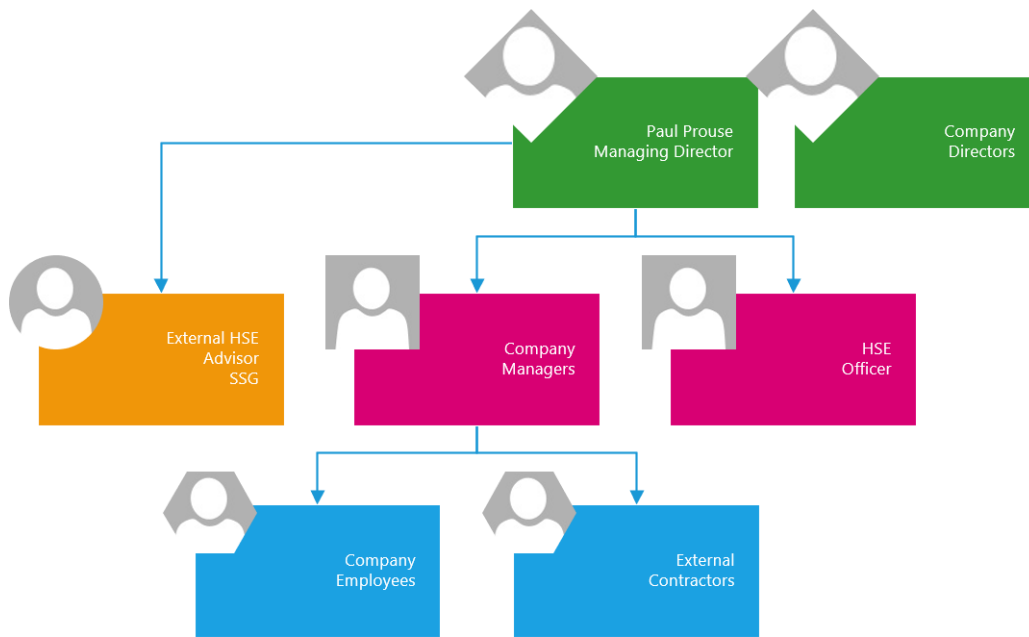 Paul Prouse
Managing Director
Company
Directors
External HSE
Advisor
SSG
Company
Managers
HSE
Officer
Company
Employees
External
Contractors